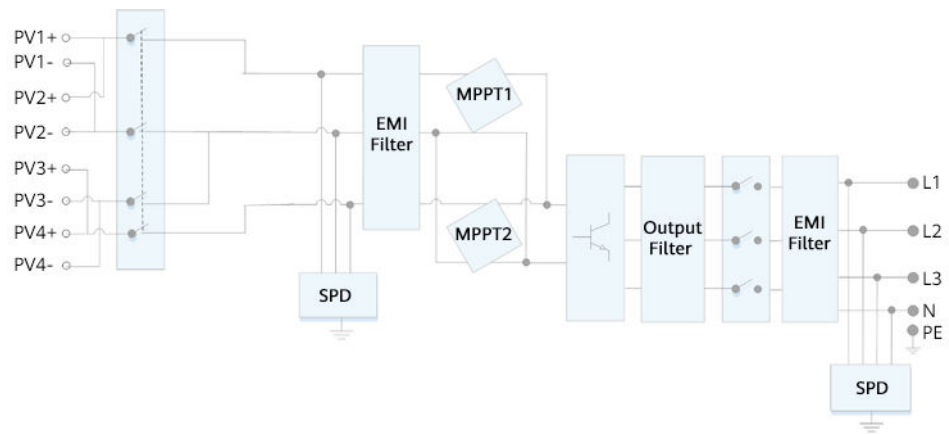 PV1+
PV1-
PV2+
PV2-
PV3+
PV3-
PV4+
PV4-
EMI
Filter
MPPT1
MPPT2
SPD
Output
Filter
EMI
Filter
L1
L2
L3
N
PE
SPD